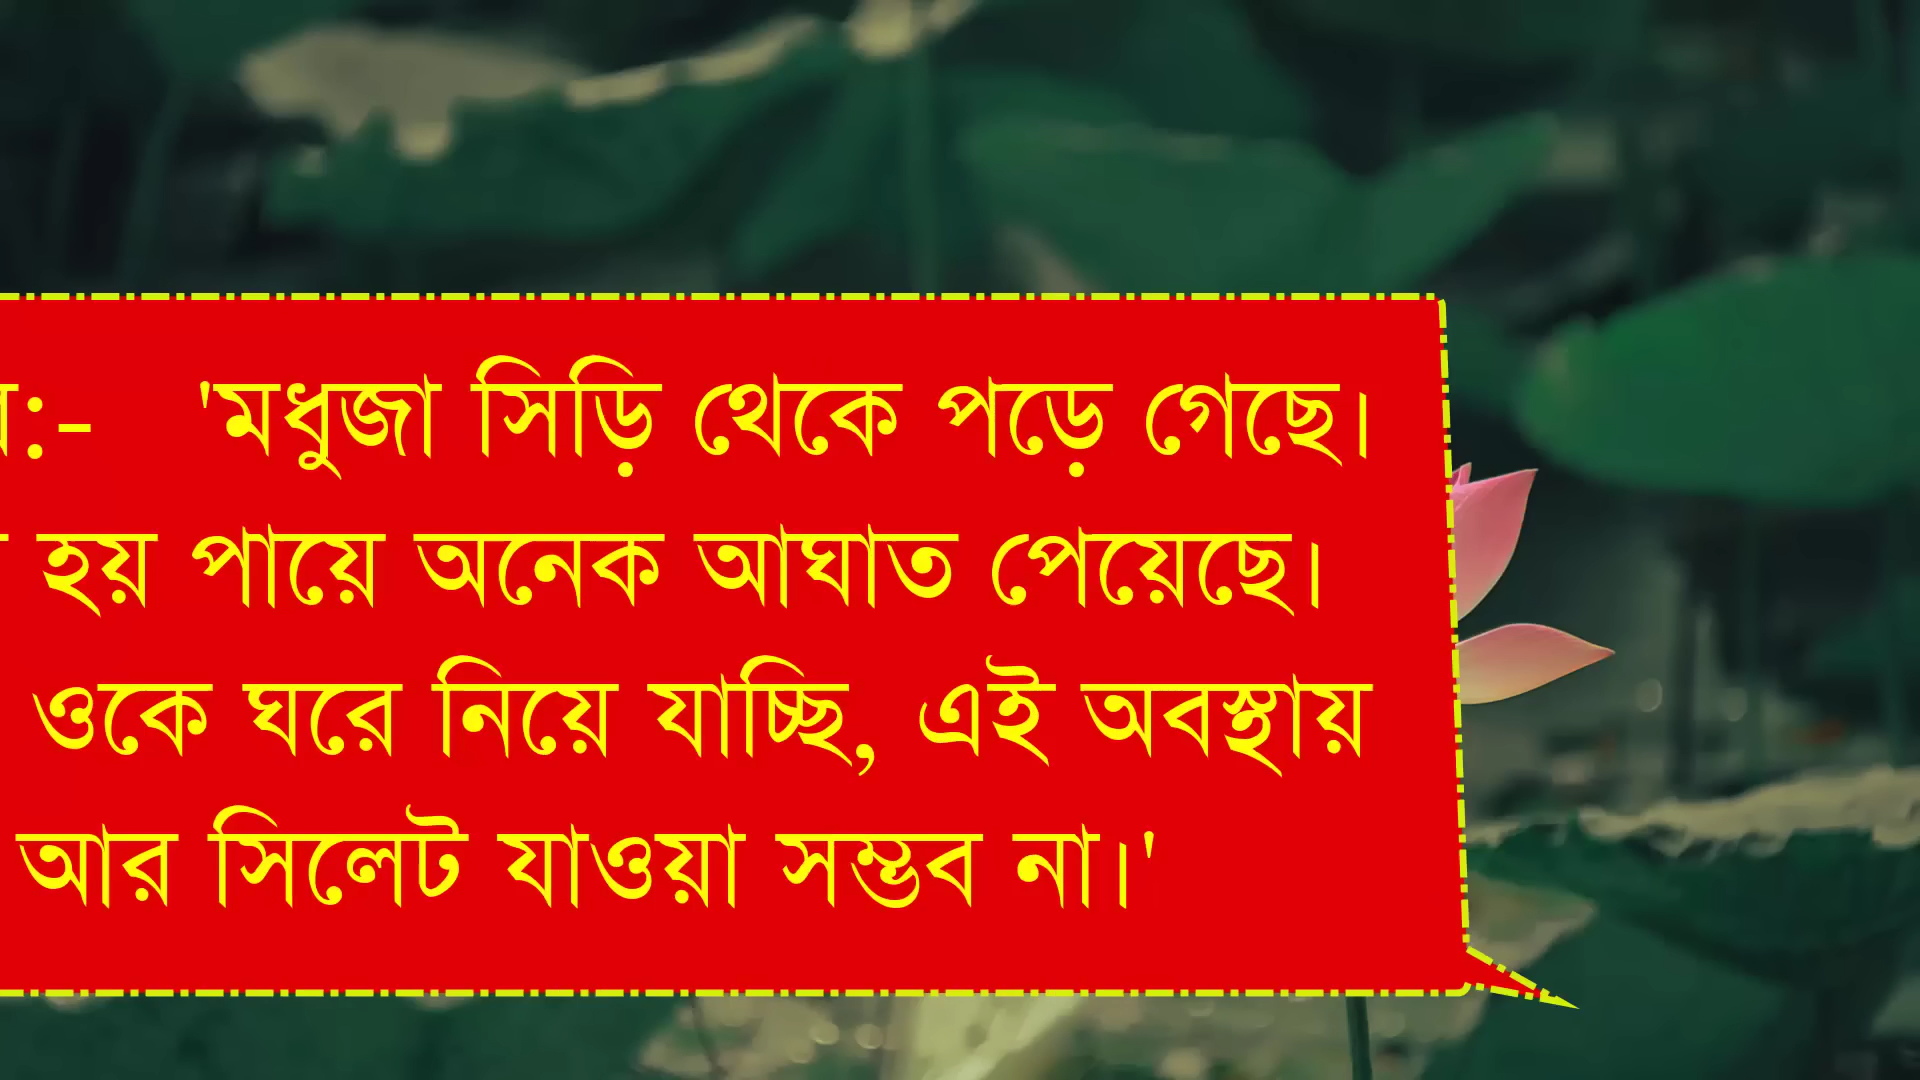 'মধুজা সিড়ি থেকে পড়ে গেছে।
হয় পায়ে অনেক আঘাত পেয়েছে।
ওকে ঘরে নিয়ে যাচ্ছি, এই অবস্থায়
আর সিলেট যাওয়া সম্ভব না।'